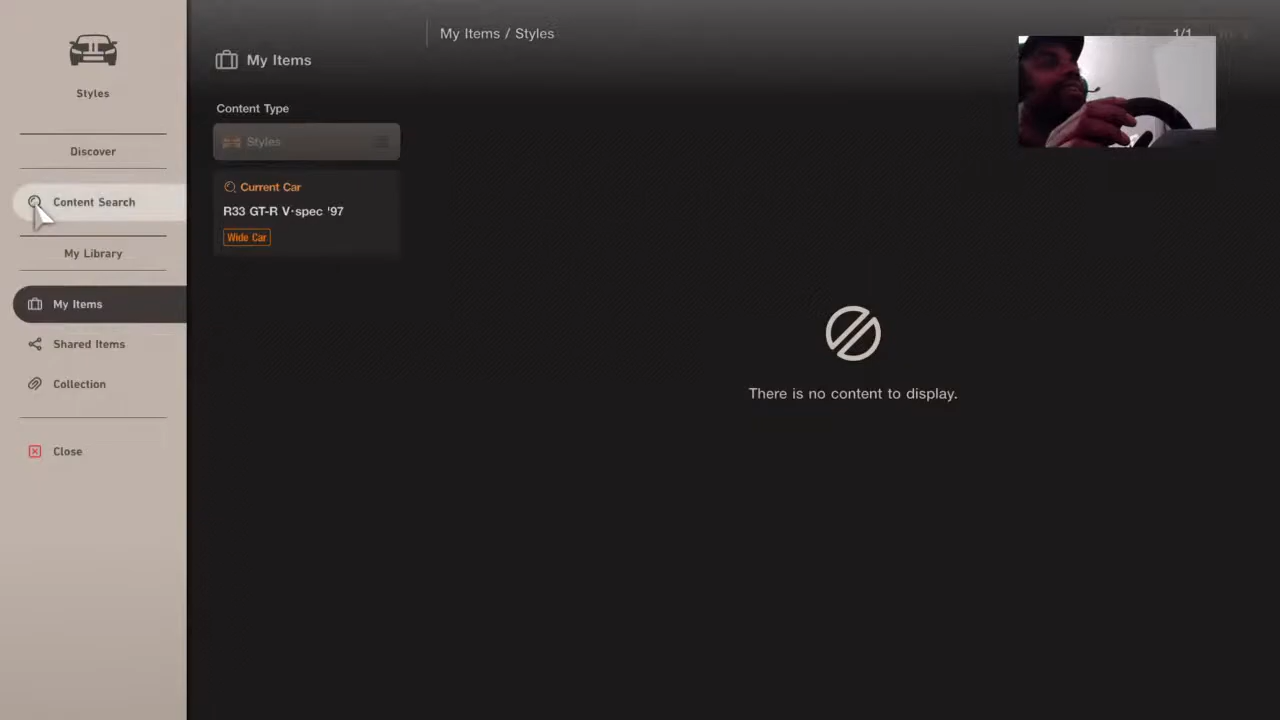 Styles
Discover
Content Search
My Library
My Items
Shared Items
Collection
Close
My Items / Styles
1/1
My Items
Content Type
Styles
Current Car
R33 GT-R V·spec '97
Wide Car
There is no content to display.